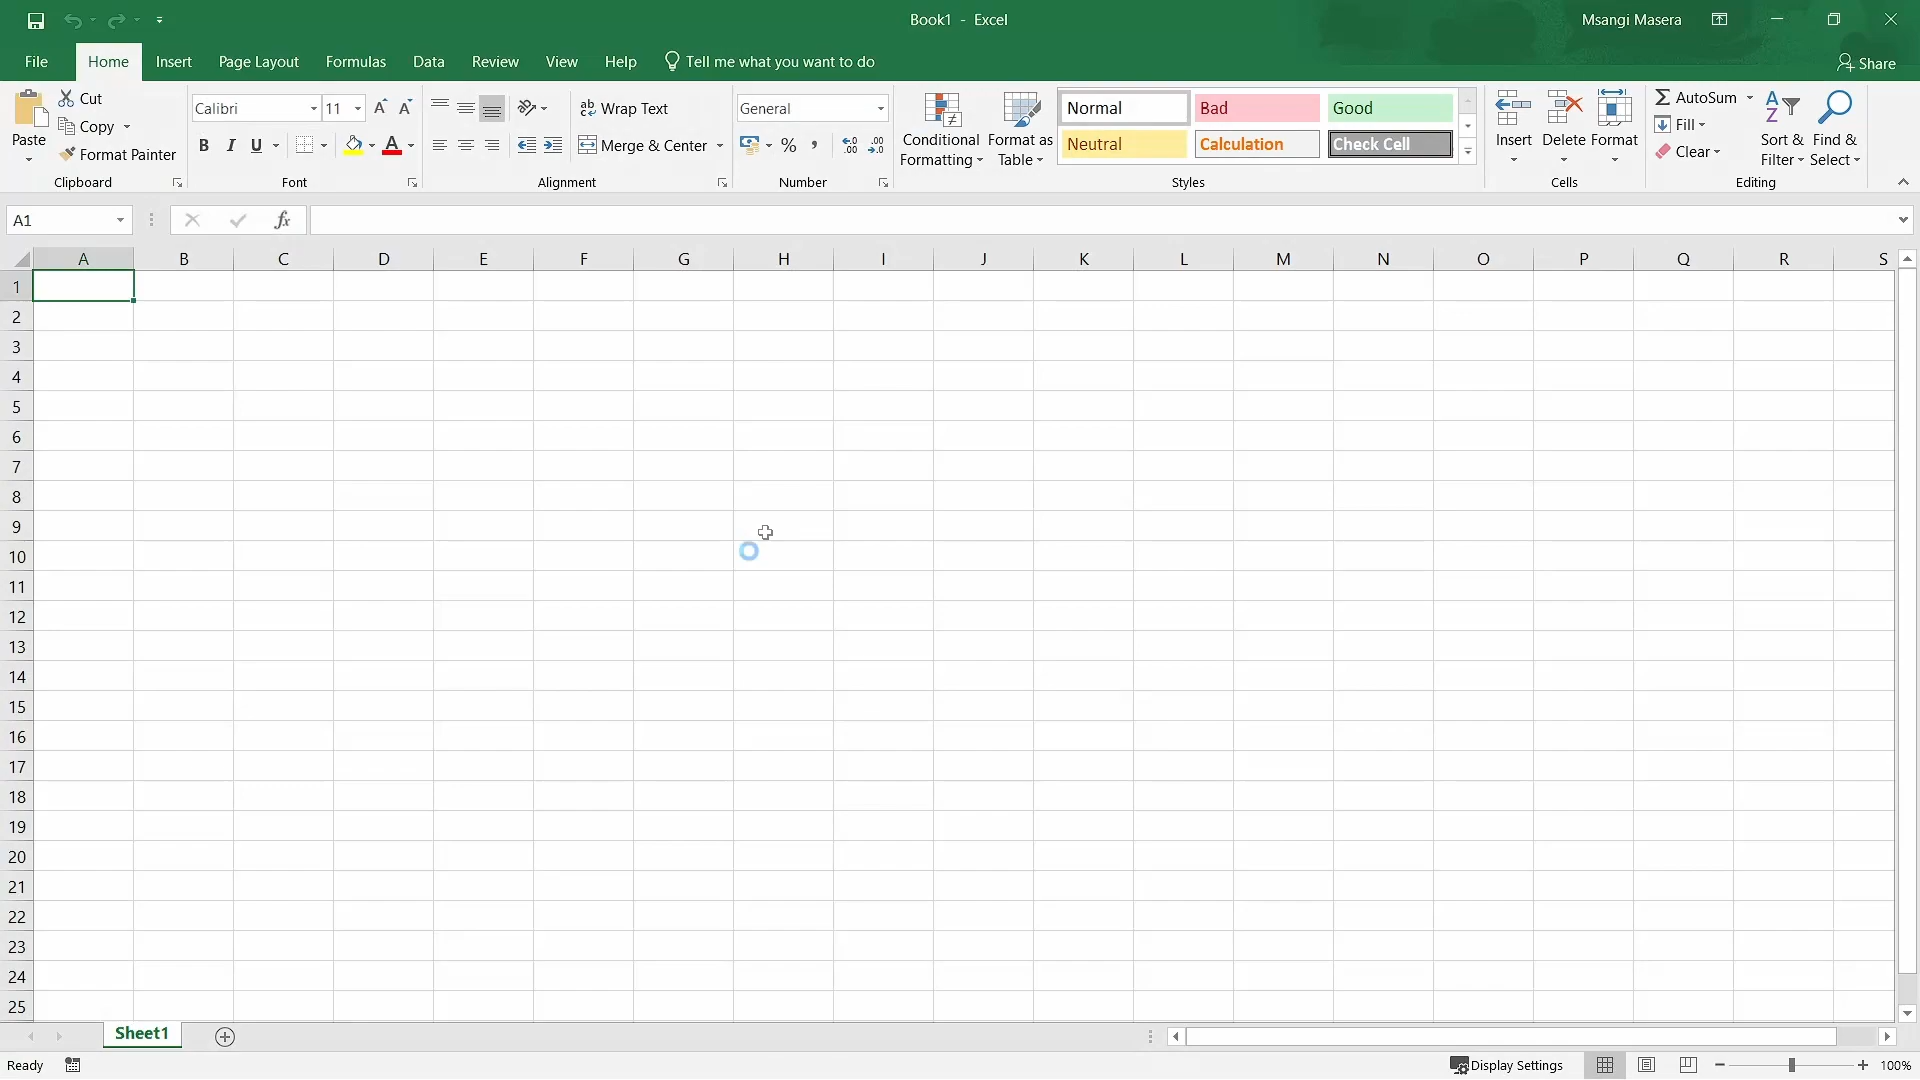 Book1 - Excel
Msangi Masera
File Home Insert Page Layout Formulas Data Review View Help Tell me what you want to do
Share
Paste
Cut
Copy
Format Painter
Clipboard
Calibri 11
B I U A
Font
ab Wrap Text
Merge & Center
Alignment
General
% ,
Number
Conditional Formatting
Format as Table
Normal Bad Good
Neutral Calculation Check Cell
Styles
Insert Delete Format
Cells
AutoSum
Fill
Clear
Sort & Filter
Find & Select
Editing
A1 fx
A B C D E F G H I J K L M N O P Q R S
1
2
3
4
5
6
7
8
9
10
11
12
13
14
15
16
17
18
19
20
21
22
23
24
25
Sheet1
Ready
Display Settings
100%